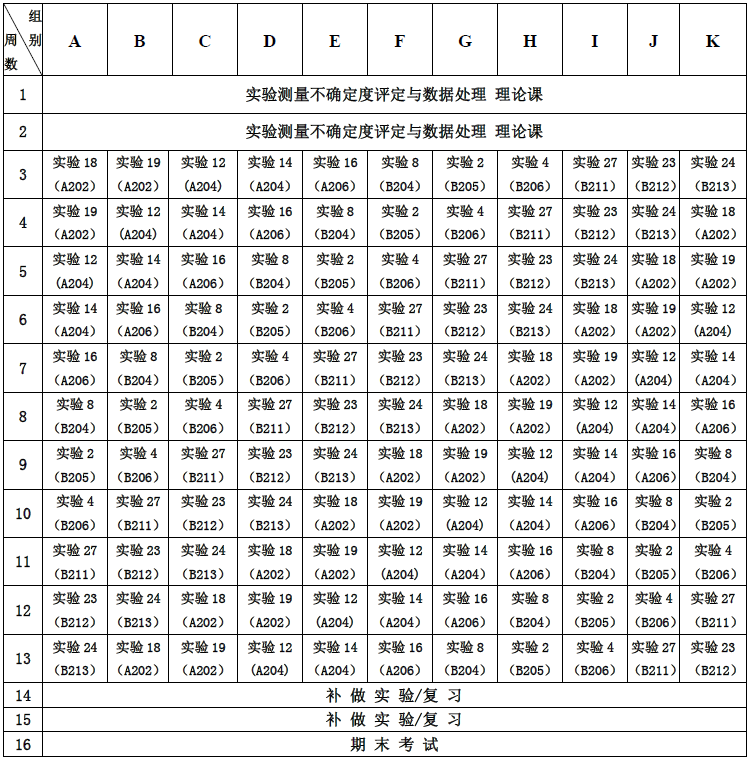 组别 周数 A B C D E F G H I J K
1 实验测量不确定度评定与数据处理 理论课
2 实验测量不确定度评定与数据处理 理论课
3 实验 18 实验 19 实验 12 实验 14 实验 16 实验 8 实验 2 实验 4 实验 27 实验 23 实验 24
(A202) (A202) (A204) (A204) (A206) (B204) (B205) (B206) (B211) (B212) (B213)
4 实验 19 实验 12 实验 14 实验 16 实验 8 实验 2 实验 4 实验 27 实验 23 实验 24 实验 18
(A202) (A204) (A204) (A206) (B204) (B205) (B206) (B211) (B212) (B213) (A202)
5 实验 12 实验 14 实验 16 实验 8 实验 2 实验 4 实验 27 实验 23 实验 24 实验 18 实验 19
(A204) (A204) (A206) (B204) (B205) (B206) (B211) (B212) (B213) (A202) (A202)
6 实验 14 实验 16 实验 8 实验 2 实验 4 实验 27 实验 23 实验 24 实验 18 实验 19 实验 12
(A204) (A206) (B204) (B205) (B206) (B211) (B212) (B213) (A202) (A202) (A204)
7 实验 16 实验 8 实验 2 实验 4 实验 27 实验 23 实验 24 实验 18 实验 19 实验 12 实验 14
(A206) (B204) (B205) (B206) (B211) (B212) (B213) (A202) (A202) (A204) (A204)
8 实验 8 实验 2 实验 4 实验 27 实验 23 实验 24 实验 18 实验 19 实验 12 实验 14 实验 16
(B204) (B205) (B206) (B211) (B212) (B213) (A202) (A202) (A204) (A204) (A206)
9 实验 2 实验 4 实验 27 实验 23 实验 24 实验 18 实验 19 实验 12 实验 14 实验 16 实验 8
(B205) (B206) (B211) (B212) (B213) (A202) (A202) (A204) (A204) (A206) (B204)
10 实验 4 实验 27 实验 23 实验 24 实验 18 实验 19 实验 12 实验 14 实验 16 实验 8 实验 2
(B206) (B211) (B212) (B213) (A202) (A202) (A204) (A204) (A206) (B204) (B205)
11 实验 27 实验 23 实验 24 实验 18 实验 19 实验 12 实验 14 实验 16 实验 8 实验 2 实验 4
(B211) (B212) (B213) (A202) (A202) (A204) (A204) (A206) (B204) (B205) (B206)
12 实验 23 实验 24 实验 18 实验 19 实验 12 实验 14 实验 16 实验 8 实验 2 实验 4 实验 27
(B212) (B213) (A202) (A202) (A204) (A204) (A206) (B204) (B205) (B206) (B211)
13 实验 24 实验 18 实验 19 实验 12 实验 14 实验 16 实验 8 实验 2 实验 4 实验 27 实验 23
(B213) (A202) (A202) (A204) (A204) (A206) (B204) (B205) (B206) (B211) (B212)
14 补 做 实 验/复 习
15 补 做 实 验/复 习
16 期 末 考 试